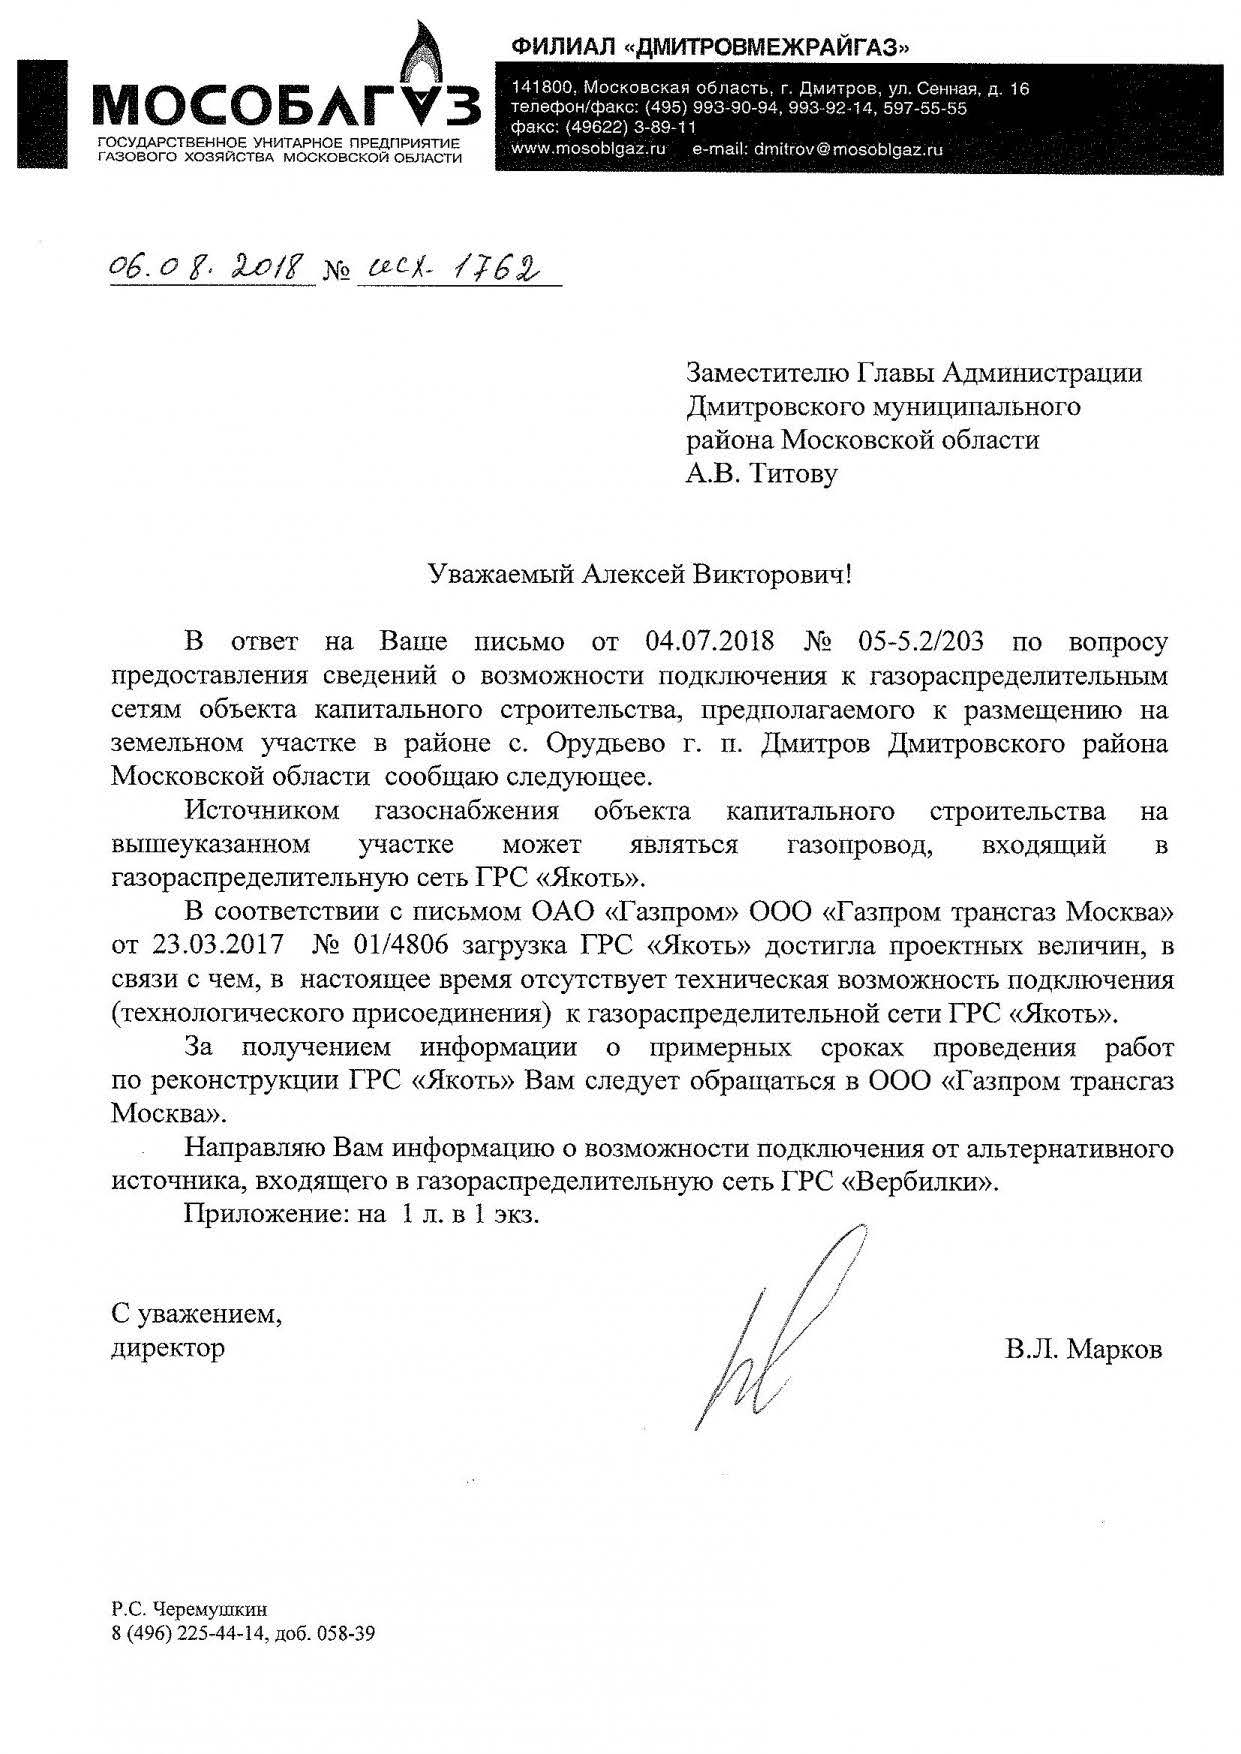 ФИЛИАЛ «ДМИТРОВМЕЖРАЙГАЗ»
МОСОБЛГАЗ
ГОСУДАРСТВЕННОЕ УНИТАРНОЕ ПРЕДПРИЯТИЕ
ГАЗОВОГО ХОЗЯЙСТВА МОСКОВСКОЙ ОБЛАСТИ
141800, Московская область, г. Дмитров, ул. Сенная, д. 16
телефон/факс: (495) 993-90-94, 993-92-14, 597-55-55
факс: (49622) 3-89-11
www.mosoblgaz.ru e-mail: dmitrov@mosoblgaz.ru
06.08.2018 № исх- 1762
Заместителю Главы Администрации
Дмитровского муниципального
района Московской области
А.В. Титову
Уважаемый Алексей Викторович!
В ответ на Ваше письмо от 04.07.2018 № 05-5.2/203 по вопросу
предоставления сведений о возможности подключения к газораспределительным
сетям объекта капитального строительства, предполагаемого к размещению на
земельном участке в районе с. Орудьево г. п. Дмитров Дмитровского района
Московской области сообщаю следующее.
Источником газоснабжения объекта капитального строительства на
вышеуказанном участке может являться газопровод, входящий в
газораспределительную сеть ГРС «Якоть».
В соответствии с письмом ОАО «Газпром» ООО «Газпром трансгаз Москва»
от 23.03.2017 № 01/4806 загрузка ГРС «Якоть» достигла проектных величин, в
связи с чем, в настоящее время отсутствует техническая возможность подключения
(технологического присоединения) к газораспределительной сети ГРС «Якоть».
За получением информации о примерных сроках проведения работ
по реконструкции ГРС «Якоть» Вам следует обращаться в ООО «Газпром трансгаз
Москва».
Направляю Вам информацию о возможности подключения от альтернативного
источника, входящего в газораспределительную сеть ГРС «Вербилки».
Приложение: на 1 л. в 1 экз.
С уважением,
директор
В.Л. Марков
Р.С. Черемушкин
8 (496) 225-44-14, доб. 058-39